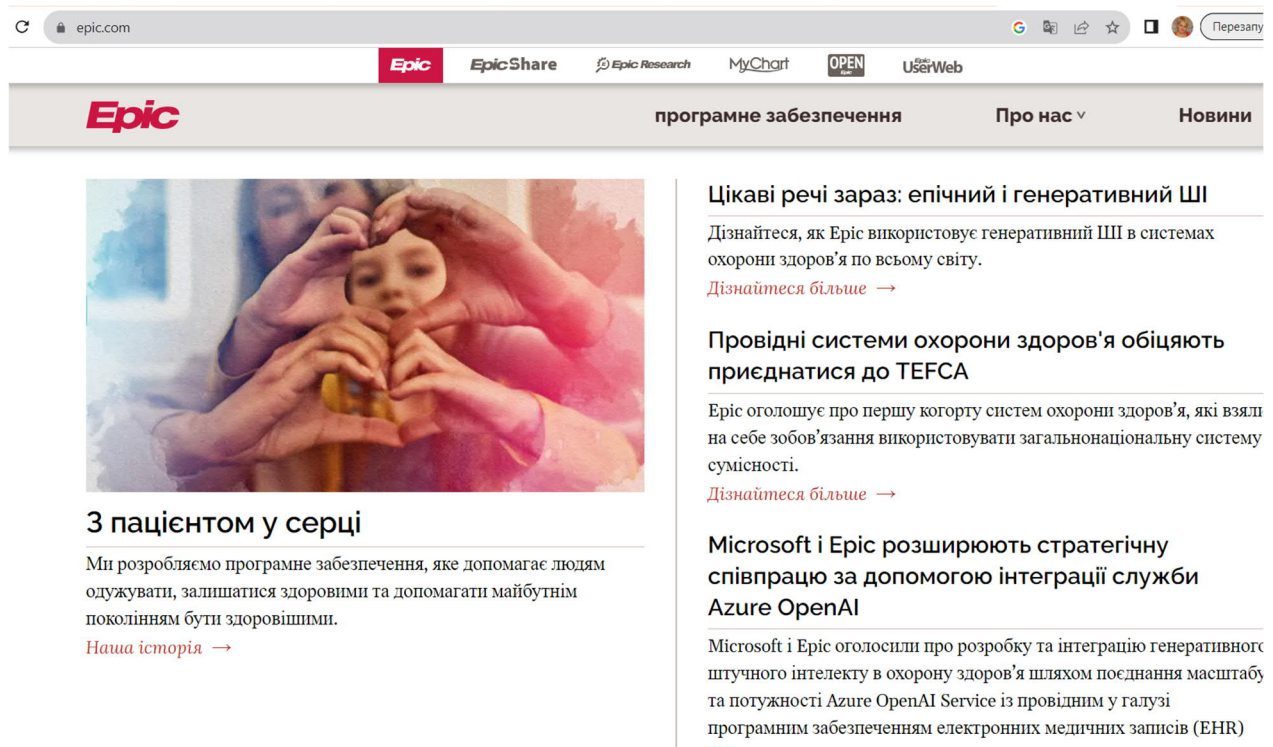 epic.com
Перезапу
Epic
EpicShare
Epic Research
MyChart
OPEN
Epic
Epic
UserWeb
Epic
програмне забезпечення
Про нас
Новини
З пацієнтом у серці
Ми розробляємо програмне забезпечення, яке допомагає людям
одужувати, залишатися здоровими та допомагати майбутнім
поколінням бути здоровішими.
Наша історія →
Цікаві речі зараз: епічний і генеративний ШІ
Дізнайтеся, як Epic використовує генеративний ШІ в системах
охорони здоров’я по всьому світу.
Дізнайтеся більше →
Провідні системи охорони здоров'я обіцяють
приєднатися до TEFCA
Epic оголошує про першу когорту систем охорони здоров’я, які взяли
на себе зобов’язання використовувати загальнонаціональну систему
сумісності.
Дізнайтеся більше →
Microsoft і Epic розширюють стратегічну
співпрацю за допомогою інтеграції служби
Azure OpenAI
Microsoft і Epic оголосили про розробку та інтеграцію генеративного
штучного інтелекту в охорону здоров’я шляхом поєднання масштабу
та потужності Azure OpenAI Service із провідним у галузі
програмним забезпеченням електронних медичних записів (EHR)